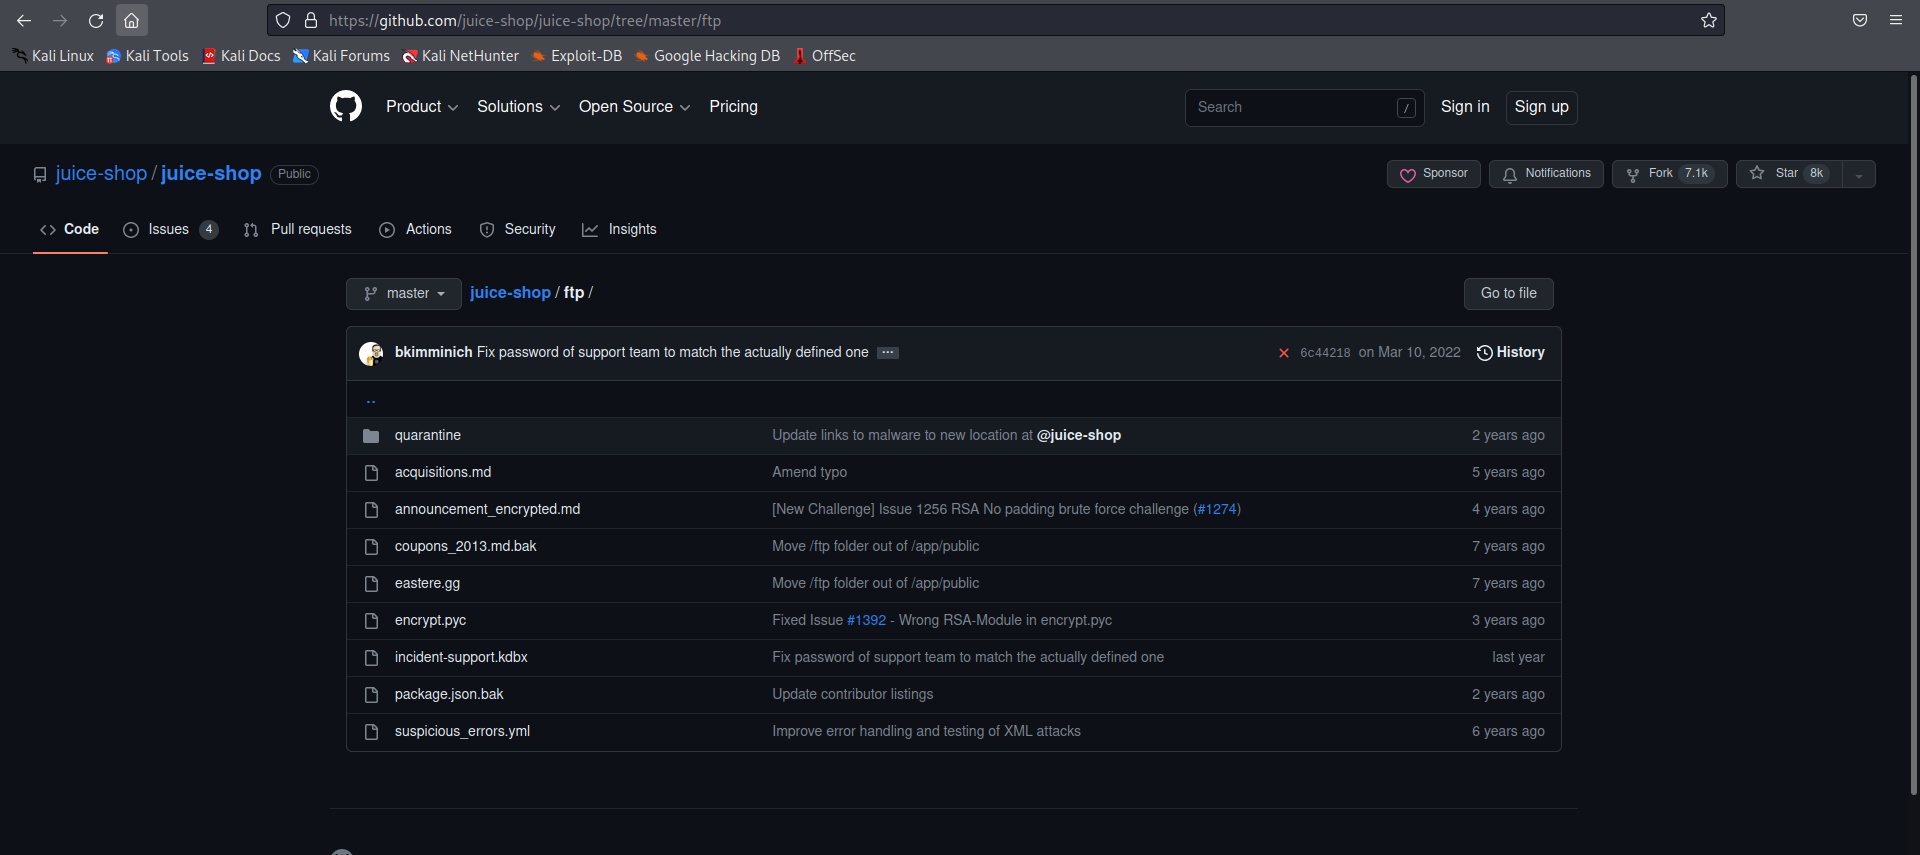 https://github.com/juice-shop/juice-shop/tree/master/ftp
Kali Linux Kali Tools Kali Docs Kali Forums Kali NetHunter Exploit-DB Google Hacking DB OffSec
Product Solutions Open Source Pricing Search / Sign in Sign up
juice-shop / juice-shop Public Sponsor Notifications Fork 7.1k Star 8k
Code Issues 4 Pull requests Actions Security Insights
master juice-shop / ftp / Go to file
bkimminich Fix password of support team to match the actually defined one ... 6c44218 on Mar 10, 2022 History
..
quarantine Update links to malware to new location at @juice-shop 2 years ago
acquisitions.md Amend typo 5 years ago
announcement_encrypted.md [New Challenge] Issue 1256 RSA No padding brute force challenge (#1274) 4 years ago
coupons_2013.md.bak Move /ftp folder out of /app/public 7 years ago
eastere.gg Move /ftp folder out of /app/public 7 years ago
encrypt.pyc Fixed Issue #1392 - Wrong RSA-Module in encrypt.pyc 3 years ago
incident-support.kdbx Fix password of support team to match the actually defined one last year
package.json.bak Update contributor listings 2 years ago
suspicious_errors.yml Improve error handling and testing of XML attacks 6 years ago